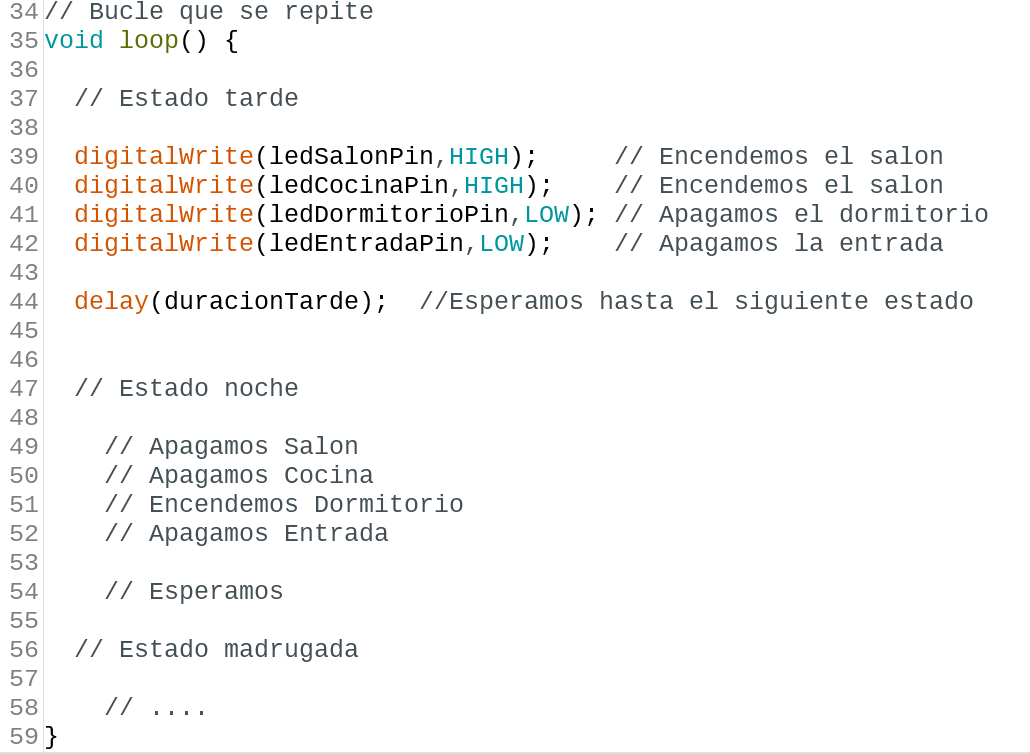 34 // Bucle que se repite
35 void loop() {
36
37   // Estado tarde
38
39   digitalWrite(ledSalonPin,HIGH);     // Encendemos el salon
40   digitalWrite(ledCocinaPin,HIGH);    // Encendemos el salon
41   digitalWrite(ledDormitorioPin,LOW); // Apagamos el dormitorio
42   digitalWrite(ledEntradaPin,LOW);    // Apagamos la entrada
43
44   delay(duracionTarde);  //Esperamos hasta el siguiente estado
45
46
47   // Estado noche
48
49     // Apagamos Salon
50     // Apagamos Cocina
51     // Encendemos Dormitorio
52     // Apagamos Entrada
53
54     // Esperamos
55
56   // Estado madrugada
57
58     // ....
59 }